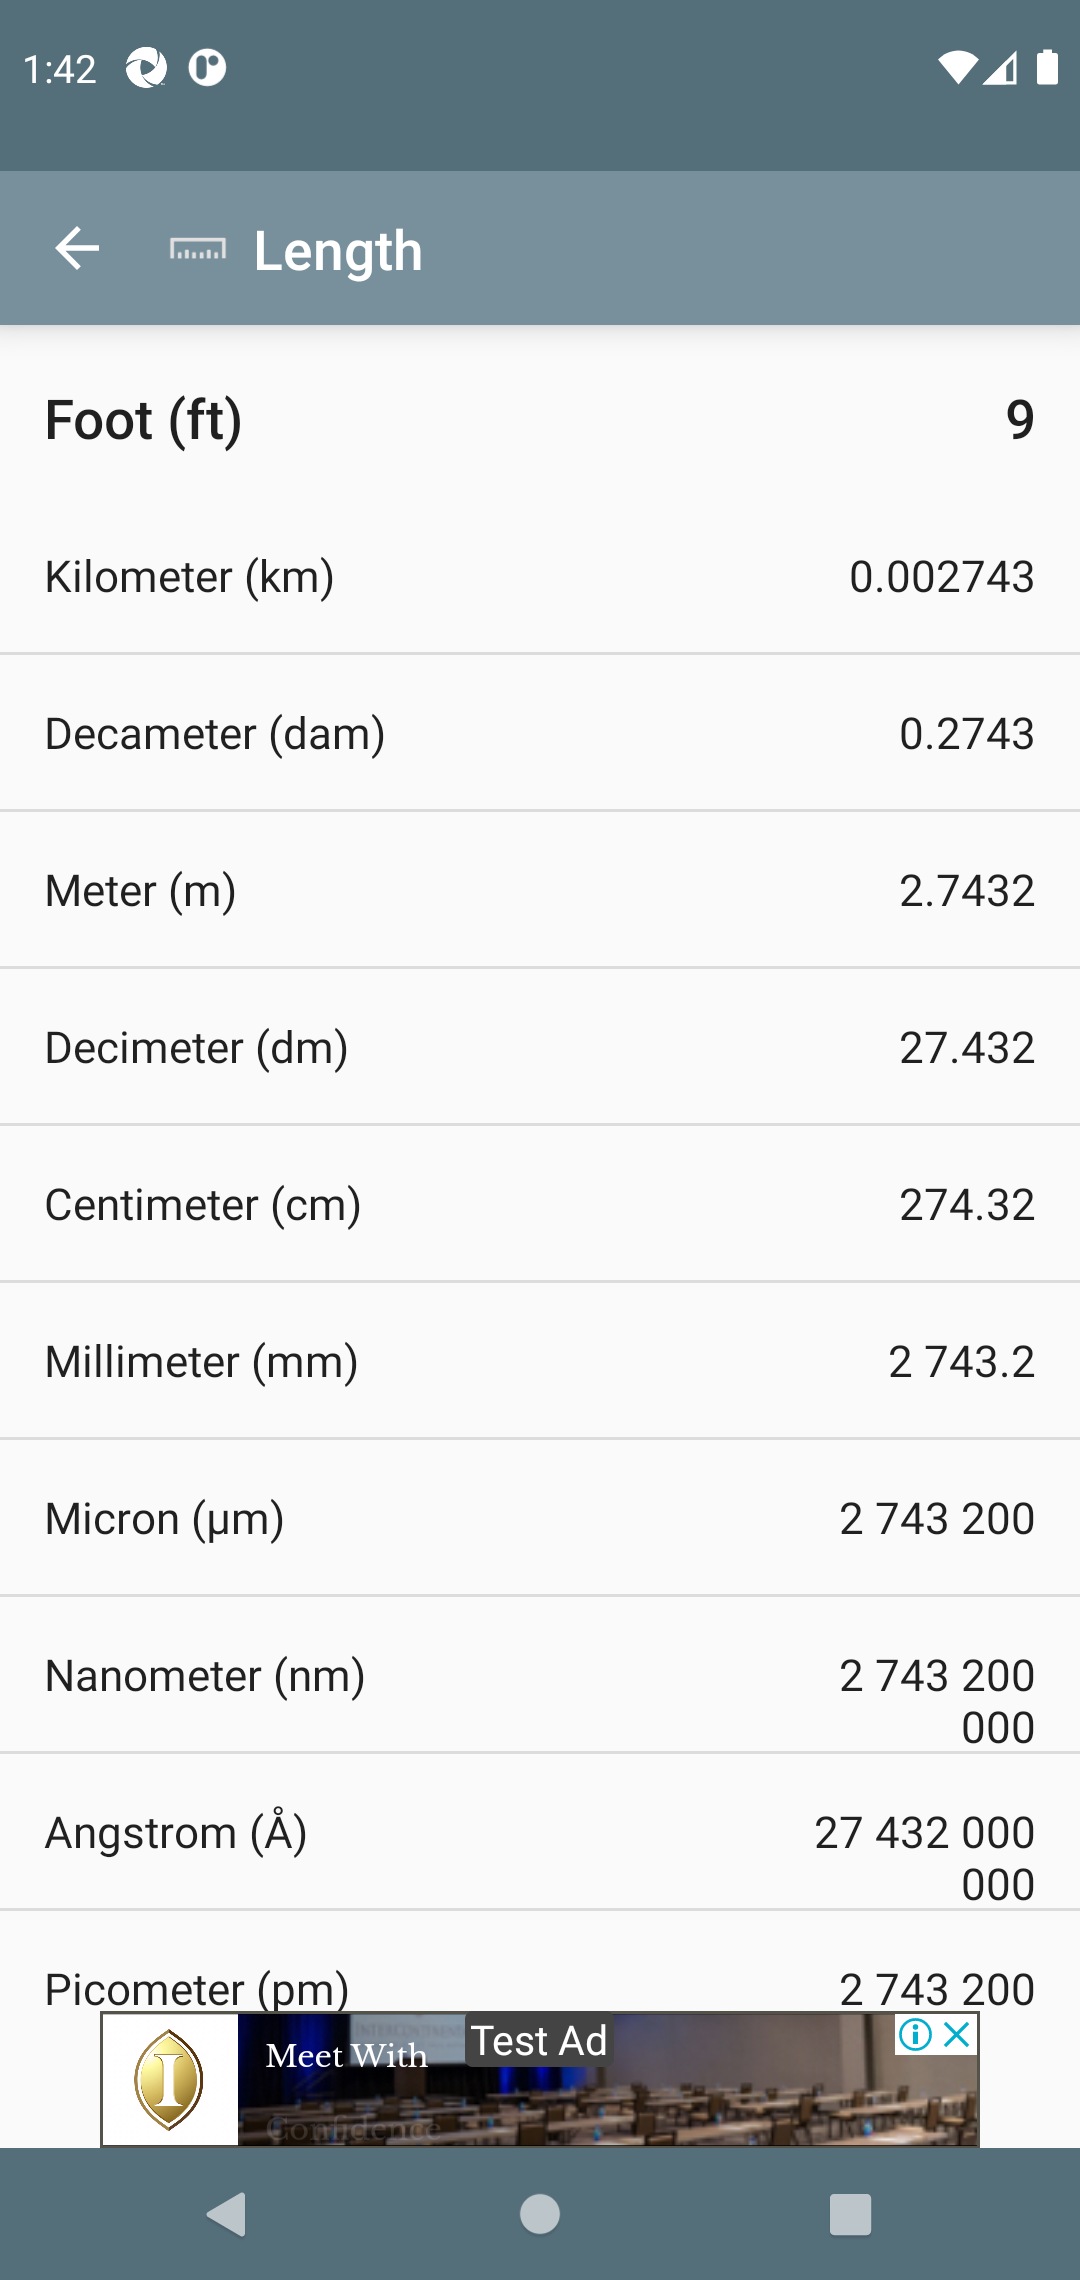 1:42
Length
Foot (ft) 9
Kilometer (km) 0.002743
Decameter (dam) 0.2743
Meter (m) 2.7432
Decimeter (dm) 27.432
Centimeter (cm) 274.32
Millimeter (mm) 2 743.2
Micron (μm) 2 743 200
Nanometer (nm) 2 743 200
000
Angstrom (Å) 27 432 000
000
Picometer (pm) 2 743 200
Test Ad
Meet With
Confidence